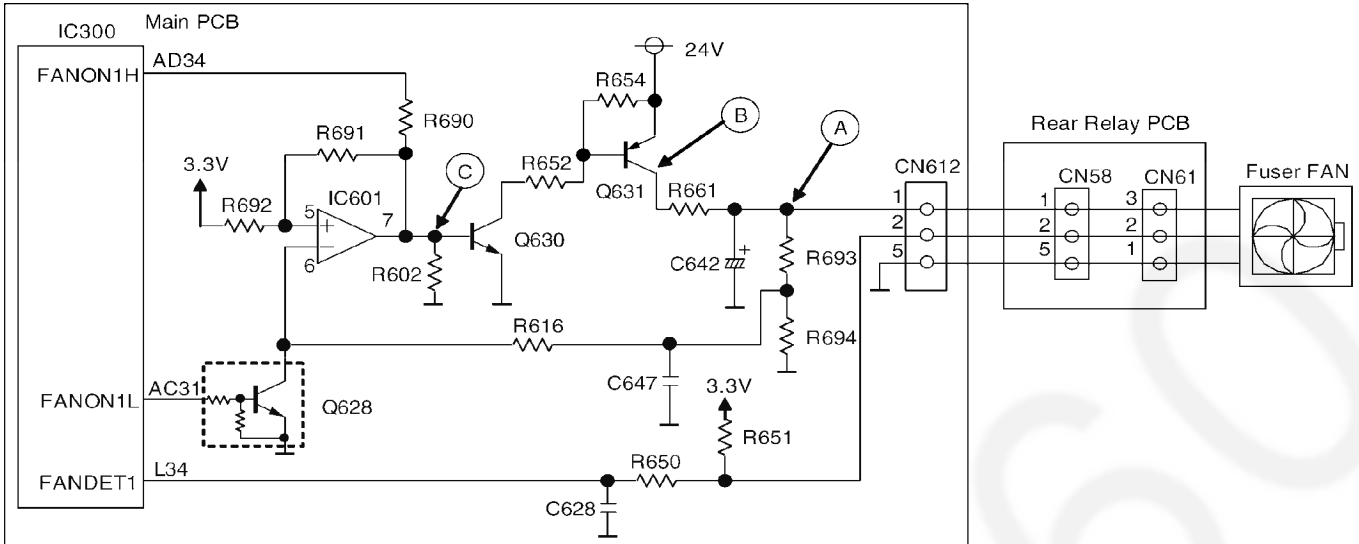 Main PCB
IC300
FANON1H
AD34
24V
R654
R690
R691
B
A
Rear Relay PCB
3.3V
C
R652
CN612
CN58
CN61
Fuser FAN
R692
IC601
Q631
R661
1
1
3
5
7
2
2
2
6
Q630
5
5
1
R602
C642
+
R693
R616
R694
AC31
FANON1L
Q628
C647
3.3V
R651
L34
FANDET1
R650
C628
60